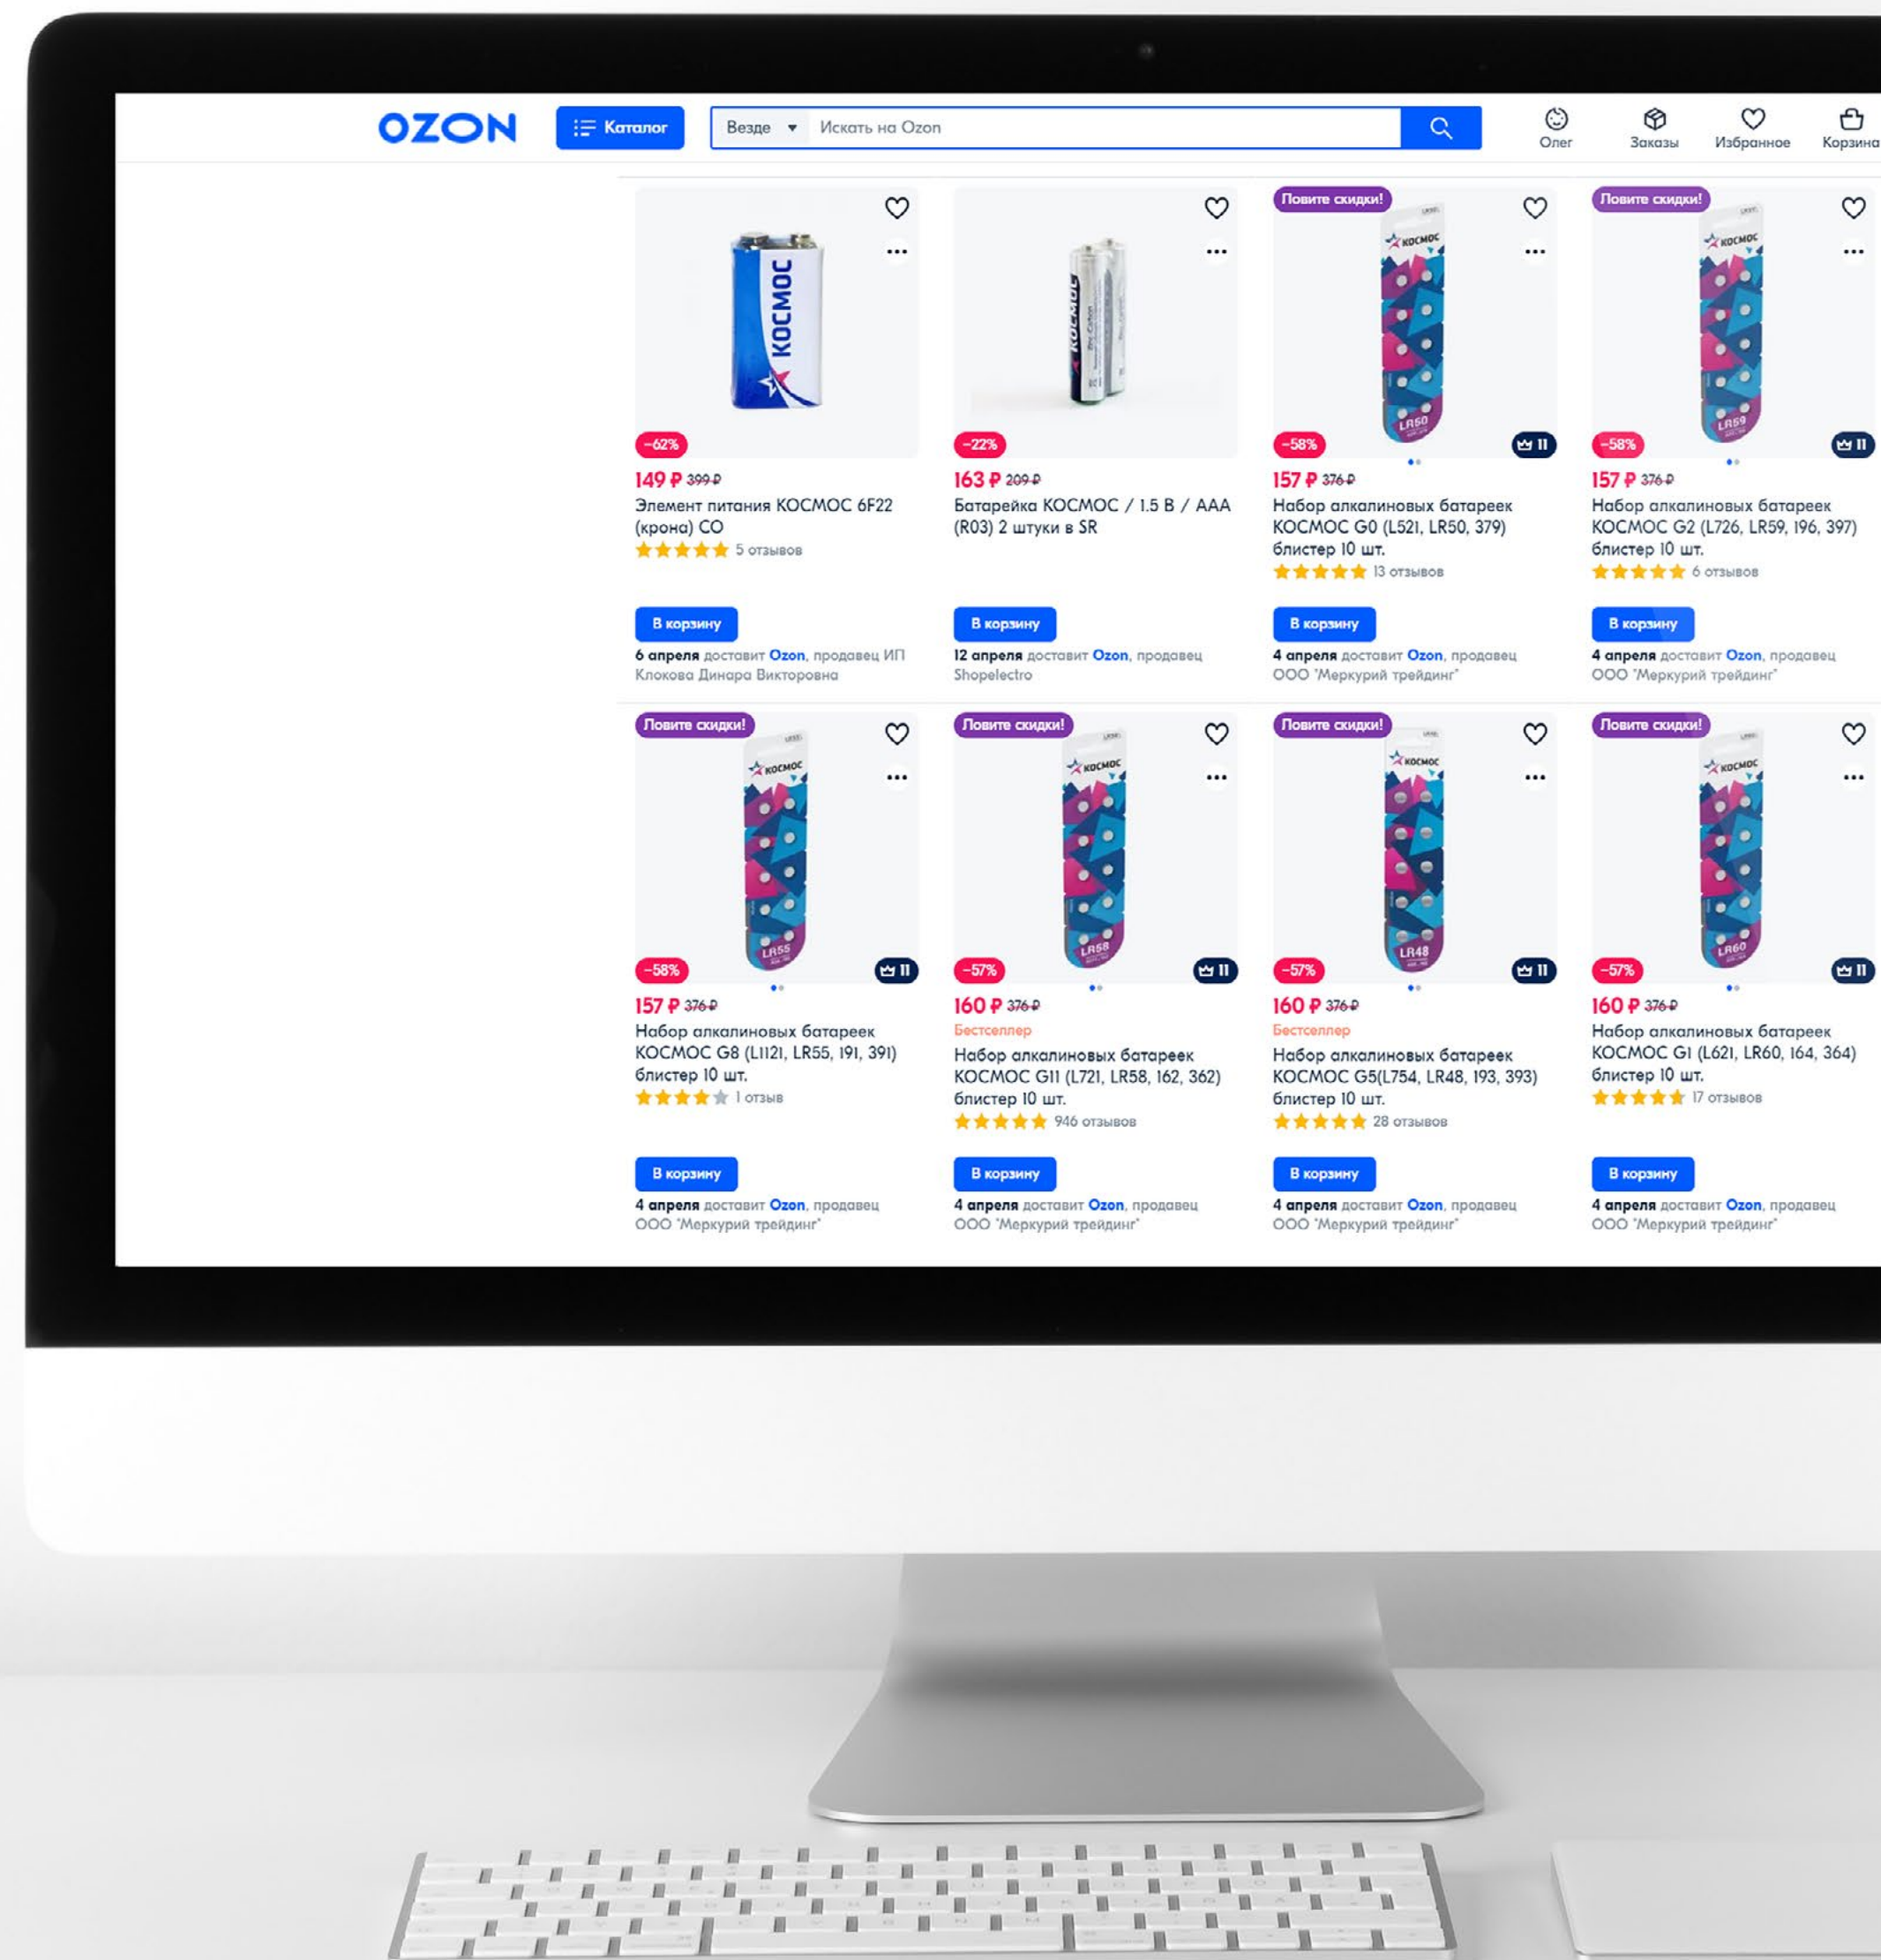 OZON
Каталог
Везде
Искать на Ozon
Олег
Заказы
Избранное
Корзина
КОСМОС
−62%
149 ₽ 399 ₽
Элемент питания КОСМОС 6F22
(крона) СО
5 отзывов
В корзину
6 апреля доставит Ozon, продавец ИП
Клокова Динара Викторовна
КОСМОС
−22%
163 ₽ 209 ₽
Батарейка КОСМОС / 1.5 В / AAA
(R03) 2 штуки в SR
В корзину
12 апреля доставит Ozon, продавец
Shopelectro
Ловите скидки!
КОСМОС
LR50
−58%
11
157 ₽ 376 ₽
Набор алкалиновых батареек
КОСМОС G0 (L521, LR50, 379)
блистер 10 шт.
13 отзывов
В корзину
4 апреля доставит Ozon, продавец
ООО "Меркурий трейдинг"
Ловите скидки!
КОСМОС
LR59
−58%
11
157 ₽ 376 ₽
Набор алкалиновых батареек
КОСМОС G2 (L726, LR59, 196, 397)
блистер 10 шт.
6 отзывов
В корзину
4 апреля доставит Ozon, продавец
ООО "Меркурий трейдинг"
Ловите скидки!
КОСМОС
LR55
−58%
11
157 ₽ 376 ₽
Набор алкалиновых батареек
КОСМОС G8 (L1121, LR55, 191, 391)
блистер 10 шт.
1 отзыв
В корзину
4 апреля доставит Ozon, продавец
ООО "Меркурий трейдинг"
Ловите скидки!
КОСМОС
LR58
−57%
11
160 ₽ 376 ₽
Бестселлер
Набор алкалиновых батареек
КОСМОС G11 (L721, LR58, 162, 362)
блистер 10 шт.
946 отзывов
В корзину
4 апреля доставит Ozon, продавец
ООО "Меркурий трейдинг"
Ловите скидки!
КОСМОС
LR48
−57%
11
160 ₽ 376 ₽
Бестселлер
Набор алкалиновых батареек
КОСМОС G5(L754, LR48, 193, 393)
блистер 10 шт.
28 отзывов
В корзину
4 апреля доставит Ozon, продавец
ООО "Меркурий трейдинг"
Ловите скидки!
КОСМОС
LR60
−57%
11
160 ₽ 376 ₽
Набор алкалиновых батареек
КОСМОС G1 (L621, LR60, 164, 364)
блистер 10 шт.
17 отзывов
В корзину
4 апреля доставит Ozon, продавец
ООО "Меркурий трейдинг"